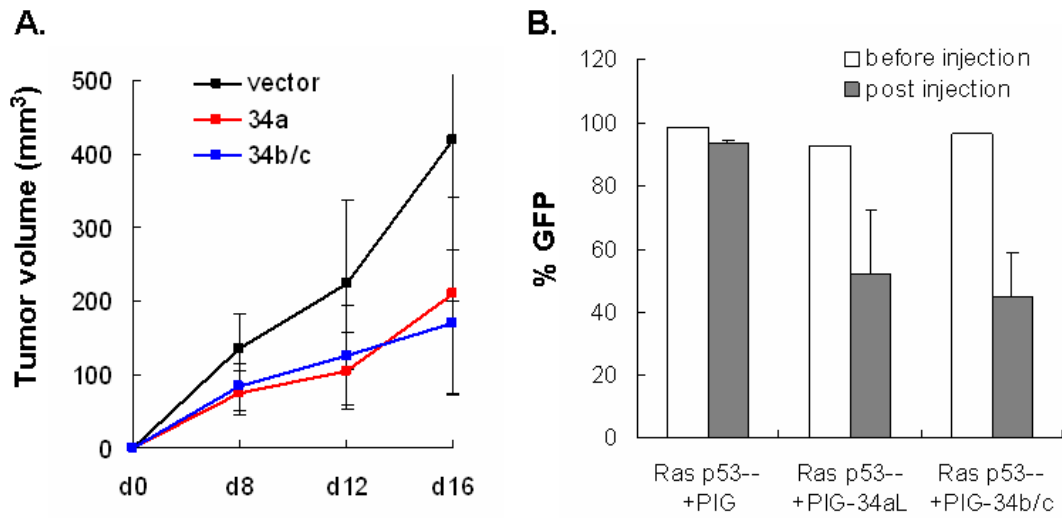 A.
Tumor volume (mm³)
500
400
300
200
100
0
vector
34a
34b/c
d0 d8 d12 d16
B.
% GFP
120
100
80
60
40
20
0
before injection
post injection
Ras p53-- Ras p53-- Ras p53--
+PIG +PIG-34aL +PIG-34b/c